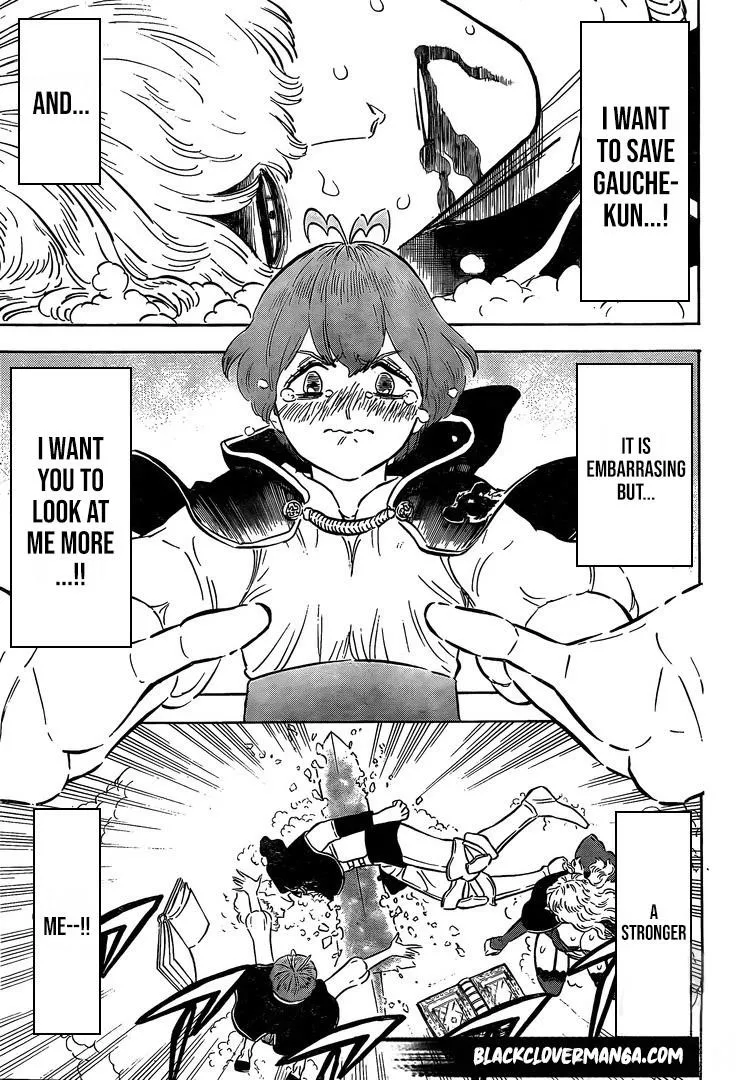 I WANT
TO SAVE
GAUCHE-
KUN...!
AND...
IT IS
EMBARRASING
BUT...
I WANT
YOU TO
LOOK AT
ME MORE
...!!
A
STRONGER
ME--!!
BLACKCLOVERMANGA.COM